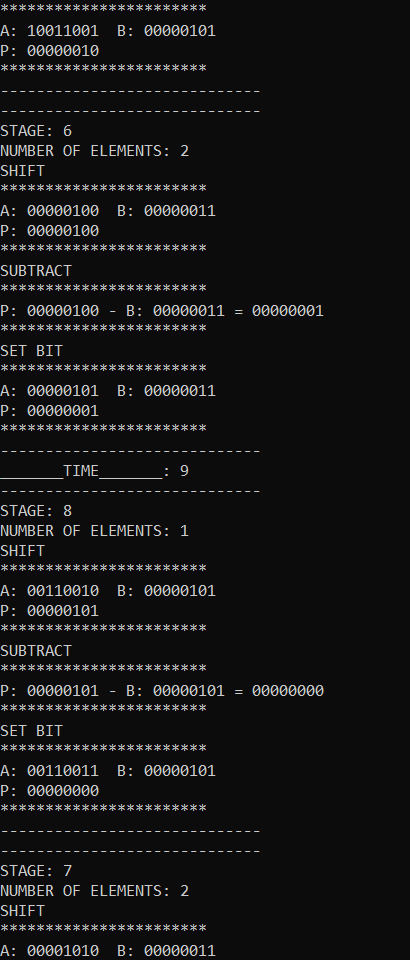 ***********************
A: 10011001  B: 00000101
P: 00000010
***********************
-----------------------------
-----------------------------
STAGE: 6
NUMBER OF ELEMENTS: 2
SHIFT
***********************
A: 00000100  B: 00000011
P: 00000100
***********************
SUBTRACT
***********************
P: 00000100 - B: 00000011 = 00000001
***********************
SET BIT
***********************
A: 00000101  B: 00000011
P: 00000001
***********************
-----------------------------
_______TIME_______: 9
-----------------------------
STAGE: 8
NUMBER OF ELEMENTS: 1
SHIFT
***********************
A: 00110010  B: 00000101
P: 00000101
***********************
SUBTRACT
***********************
P: 00000101 - B: 00000101 = 00000000
***********************
SET BIT
***********************
A: 00110011  B: 00000101
P: 00000000
***********************
-----------------------------
-----------------------------
STAGE: 7
NUMBER OF ELEMENTS: 2
SHIFT
***********************
A: 00001010  B: 00000011